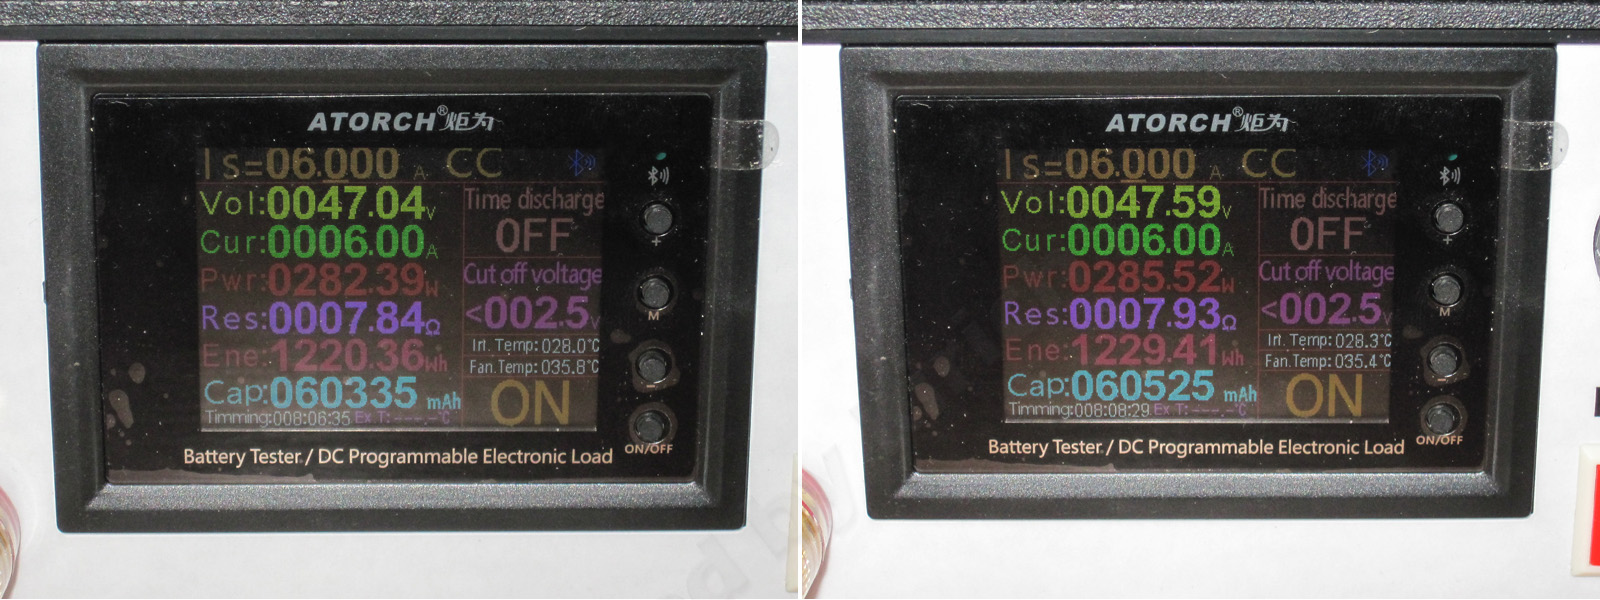 ATORCH®炬为
Is=06.000 A CC
Vol:0047.04V
Time discharge
OFF
Cur:0006.00A
Pwr:0282.39W
Cut off voltage
<002.5V
Res:0007.84Ω
Irt. Temp:028.0°C
Ene:1220.36Wh
Fan.Temp:035.8°C
Cap:060335 mAh
ON
Timming:008:06:35 Ex T:---.-°C
+
M
−
ON/OFF
Battery Tester / DC Programmable Electronic Load
ATORCH®炬为
Is=06.000 A CC
Vol:0047.59V
Time discharge
OFF
Cur:0006.00A
Pwr:0285.52W
Cut off voltage
<002.5V
Res:0007.93Ω
Irt. Temp:028.3°C
Ene:1229.41Wh
Fan.Temp:035.4°C
Cap:060525 mAh
ON
Timming:008:08:29 Ex T:---.-°C
+
M
−
ON/OFF
Battery Tester / DC Programmable Electronic Load